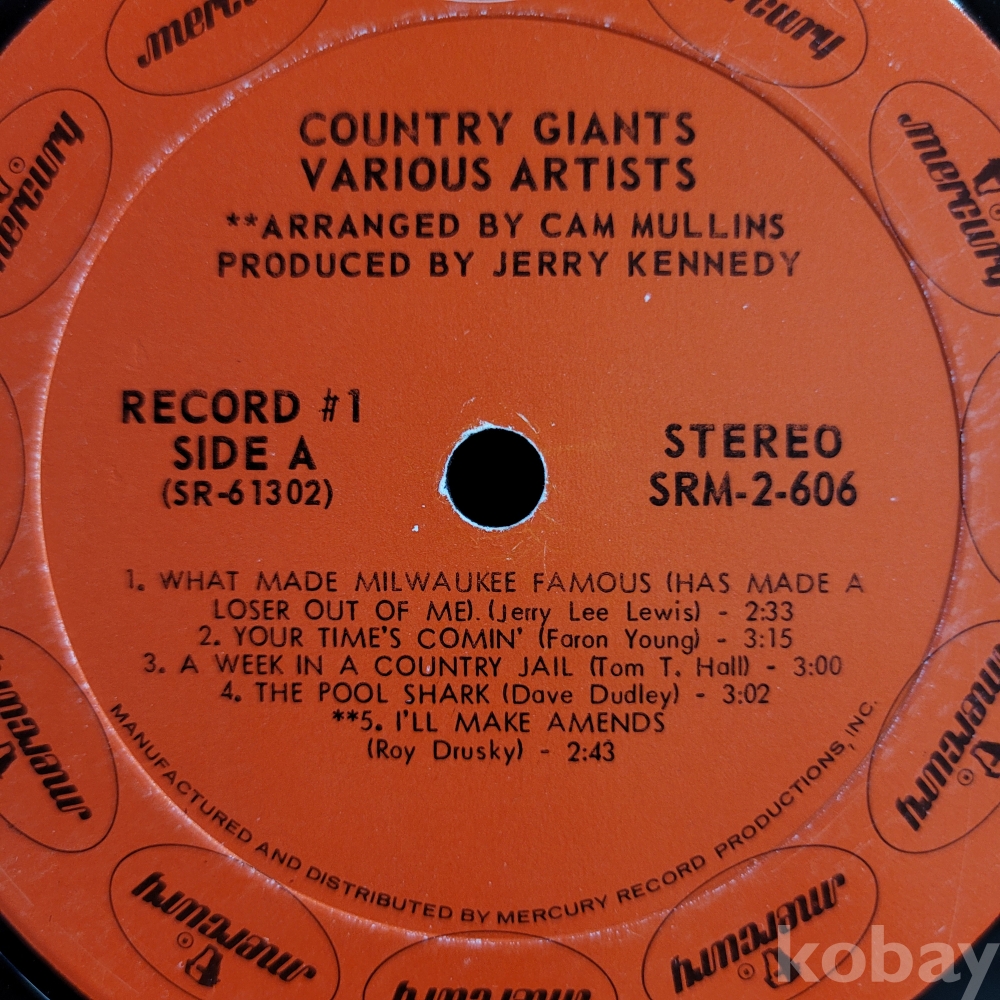 mercury
mercury
mercury
mercury
COUNTRY GIANTS
VARIOUS ARTISTS
**ARRANGED BY CAM MULLINS
PRODUCED BY JERRY KENNEDY
RECORD #1
SIDE A
(SR-61302)
STEREO
SRM-2-606
1. WHAT MADE MILWAUKEE FAMOUS (HAS MADE A
LOSER OUT OF ME). (Jerry Lee Lewis) - 2:33
2. YOUR TIME'S COMIN' (Faron Young) - 3:15
3. A WEEK IN A COUNTRY JAIL (Tom T. Hall) - 3:00
4. THE POOL SHARK (Dave Dudley) - 3:02
**5. I'LL MAKE AMENDS
(Roy Drusky) - 2:43
MANUFACTURED AND DISTRIBUTED BY MERCURY RECORD PRODUCTIONS, INC.
mercury
mercury
mercury
mercury
mercury
kobay